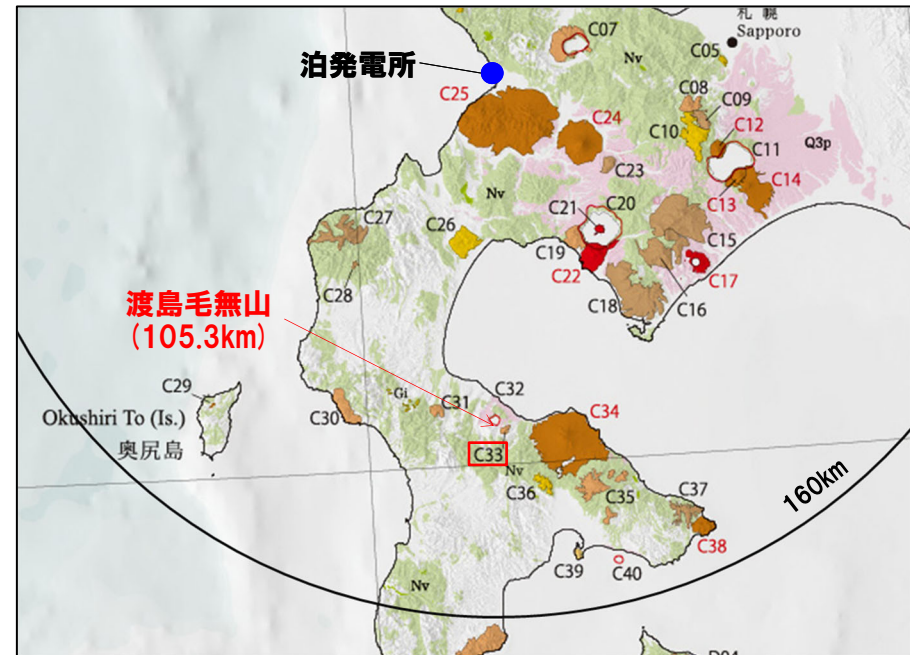 札幌
Sapporo
C07
Nv
C05
泊発電所
C25
C24
C08
C09
C10
C12
C11
Q3p
C23
C14
C13
Nv
C20
C21
C27
C26
C19
C15
C22
C17
C28
C18
C16
渡島毛無山
(105.3km)
C29
C32
Gi
C31
C34
Okushiri To (Is.)
奥尻島
C30
C33
Nv
C36
C35
C37
160km
C38
C39
C40
Nv